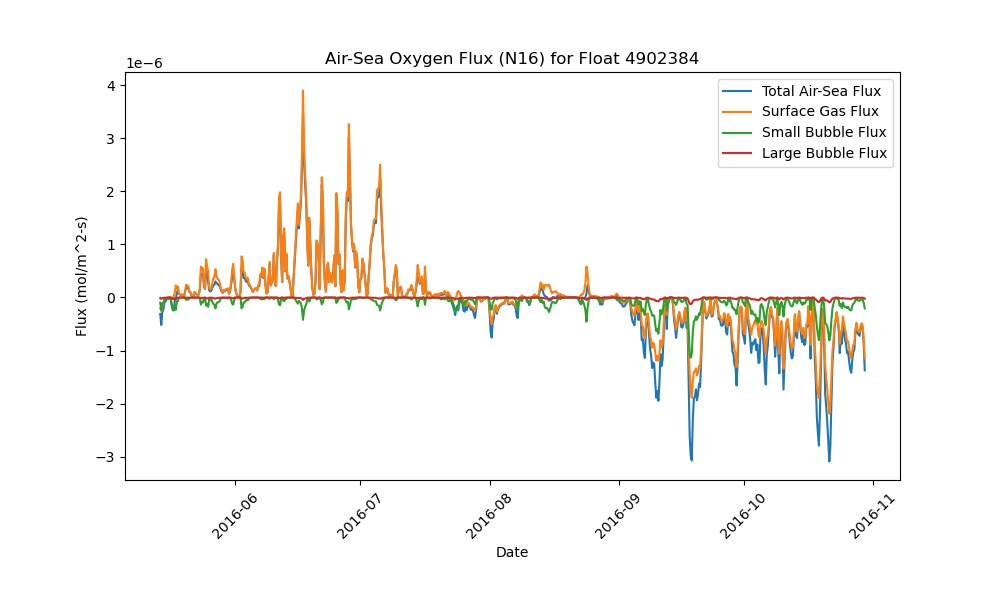 Air-Sea Oxygen Flux (N16) for Float 4902384
1e−6
Total Air-Sea Flux
Surface Gas Flux
Small Bubble Flux
Large Bubble Flux
4
3
2
1
0
−1
−2
−3
Flux (mol/m^2-s)
2016-06
2016-07
2016-08
2016-09
2016-10
2016-11
Date